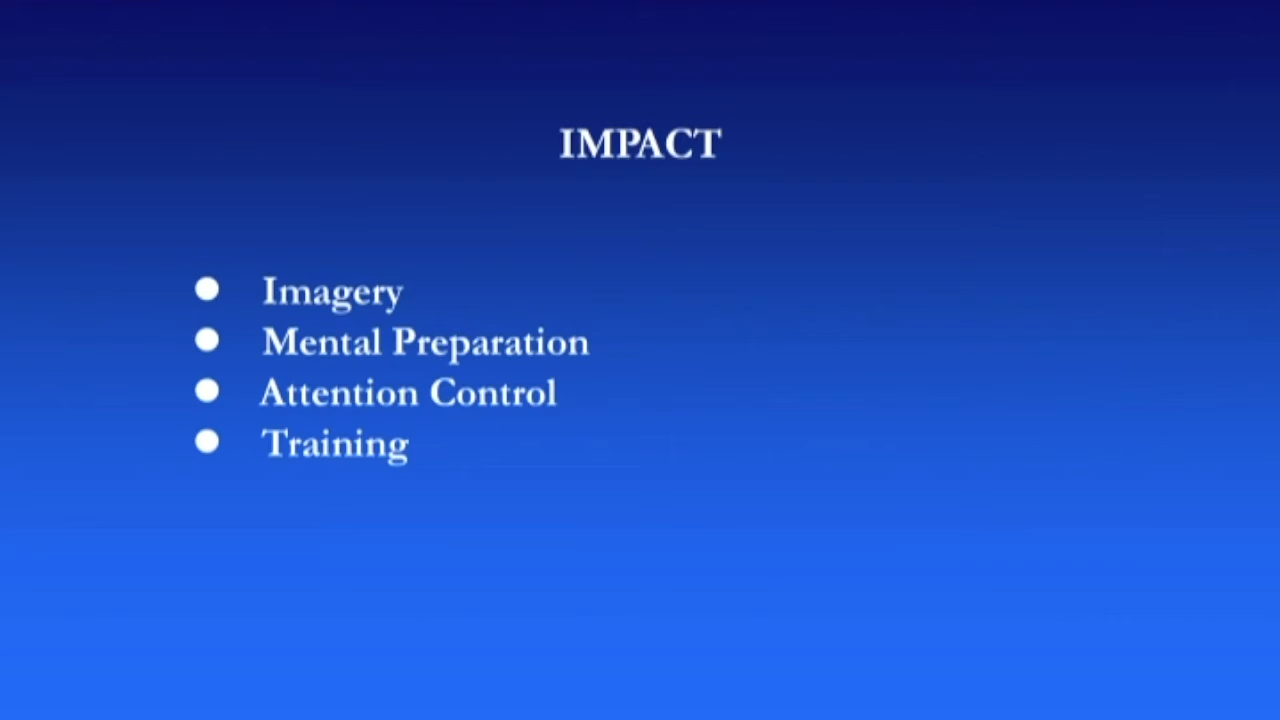 IMPACT
● Imagery
● Mental Preparation
● Attention Control
● Training